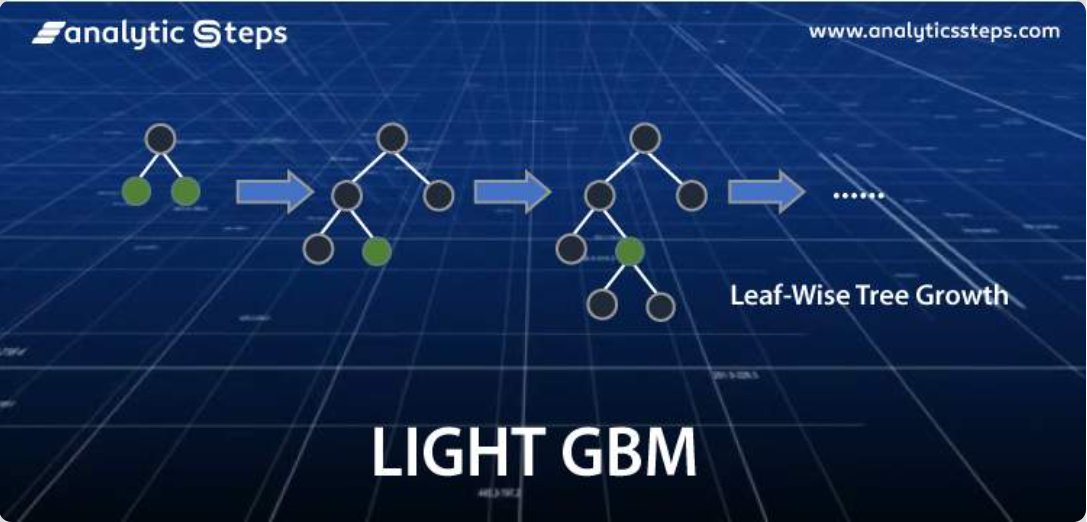 analytic Steps
www.analyticssteps.com
......
Leaf-Wise Tree Growth
LIGHT GBM